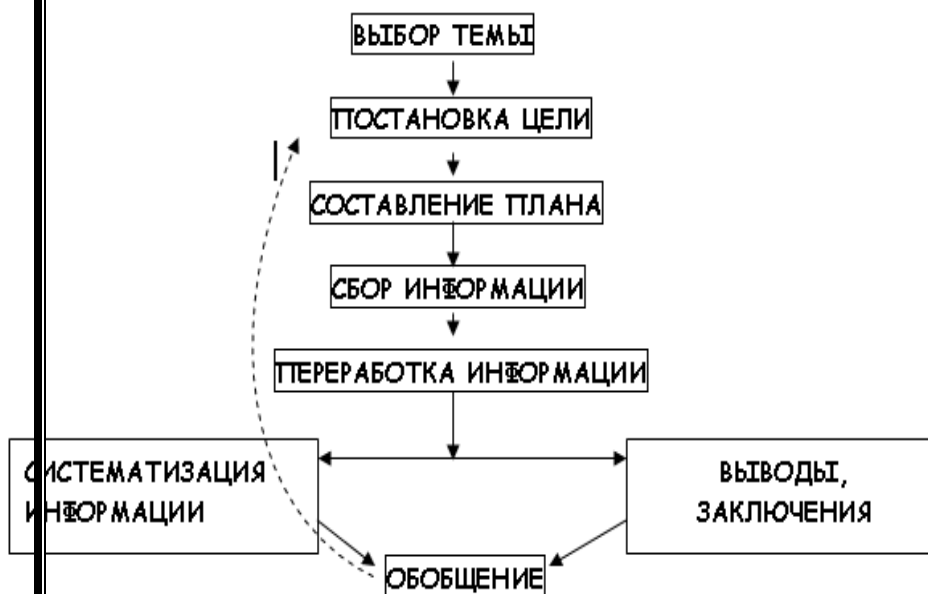 ВЫБОР ТЕМЫ
ПОСТАНОВКА ЦЕЛИ
СОСТАВЛЕНИЕ ПЛАНА
СБОР ИНФОРМАЦИИ
ПЕРЕРАБОТКА ИНФОРМАЦИИ
СИСТЕМАТИЗАЦИЯ
ИНФОРМАЦИИ
ВЫВОДЫ,
ЗАКЛЮЧЕНИЯ
ОБОБЩЕНИЕ